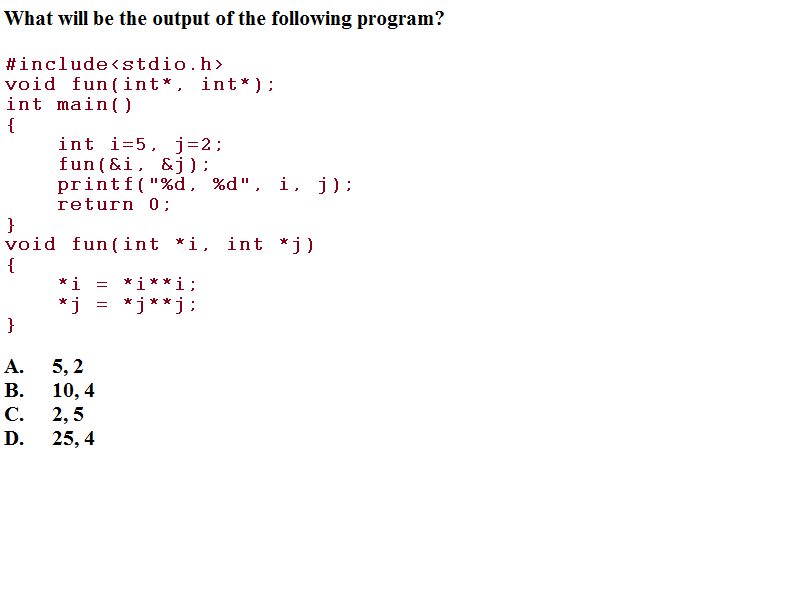 What will be the output of the following program?
#include<stdio.h>
void fun(int*, int*);
int main()
{
    int i=5, j=2;
    fun(&i, &j);
    printf("%d, %d", i, j);
    return 0;
}
void fun(int *i, int *j)
{
    *i = *i**i;
    *j = *j**j;
}
A. 5, 2
B. 10, 4
C. 2, 5
D. 25, 4